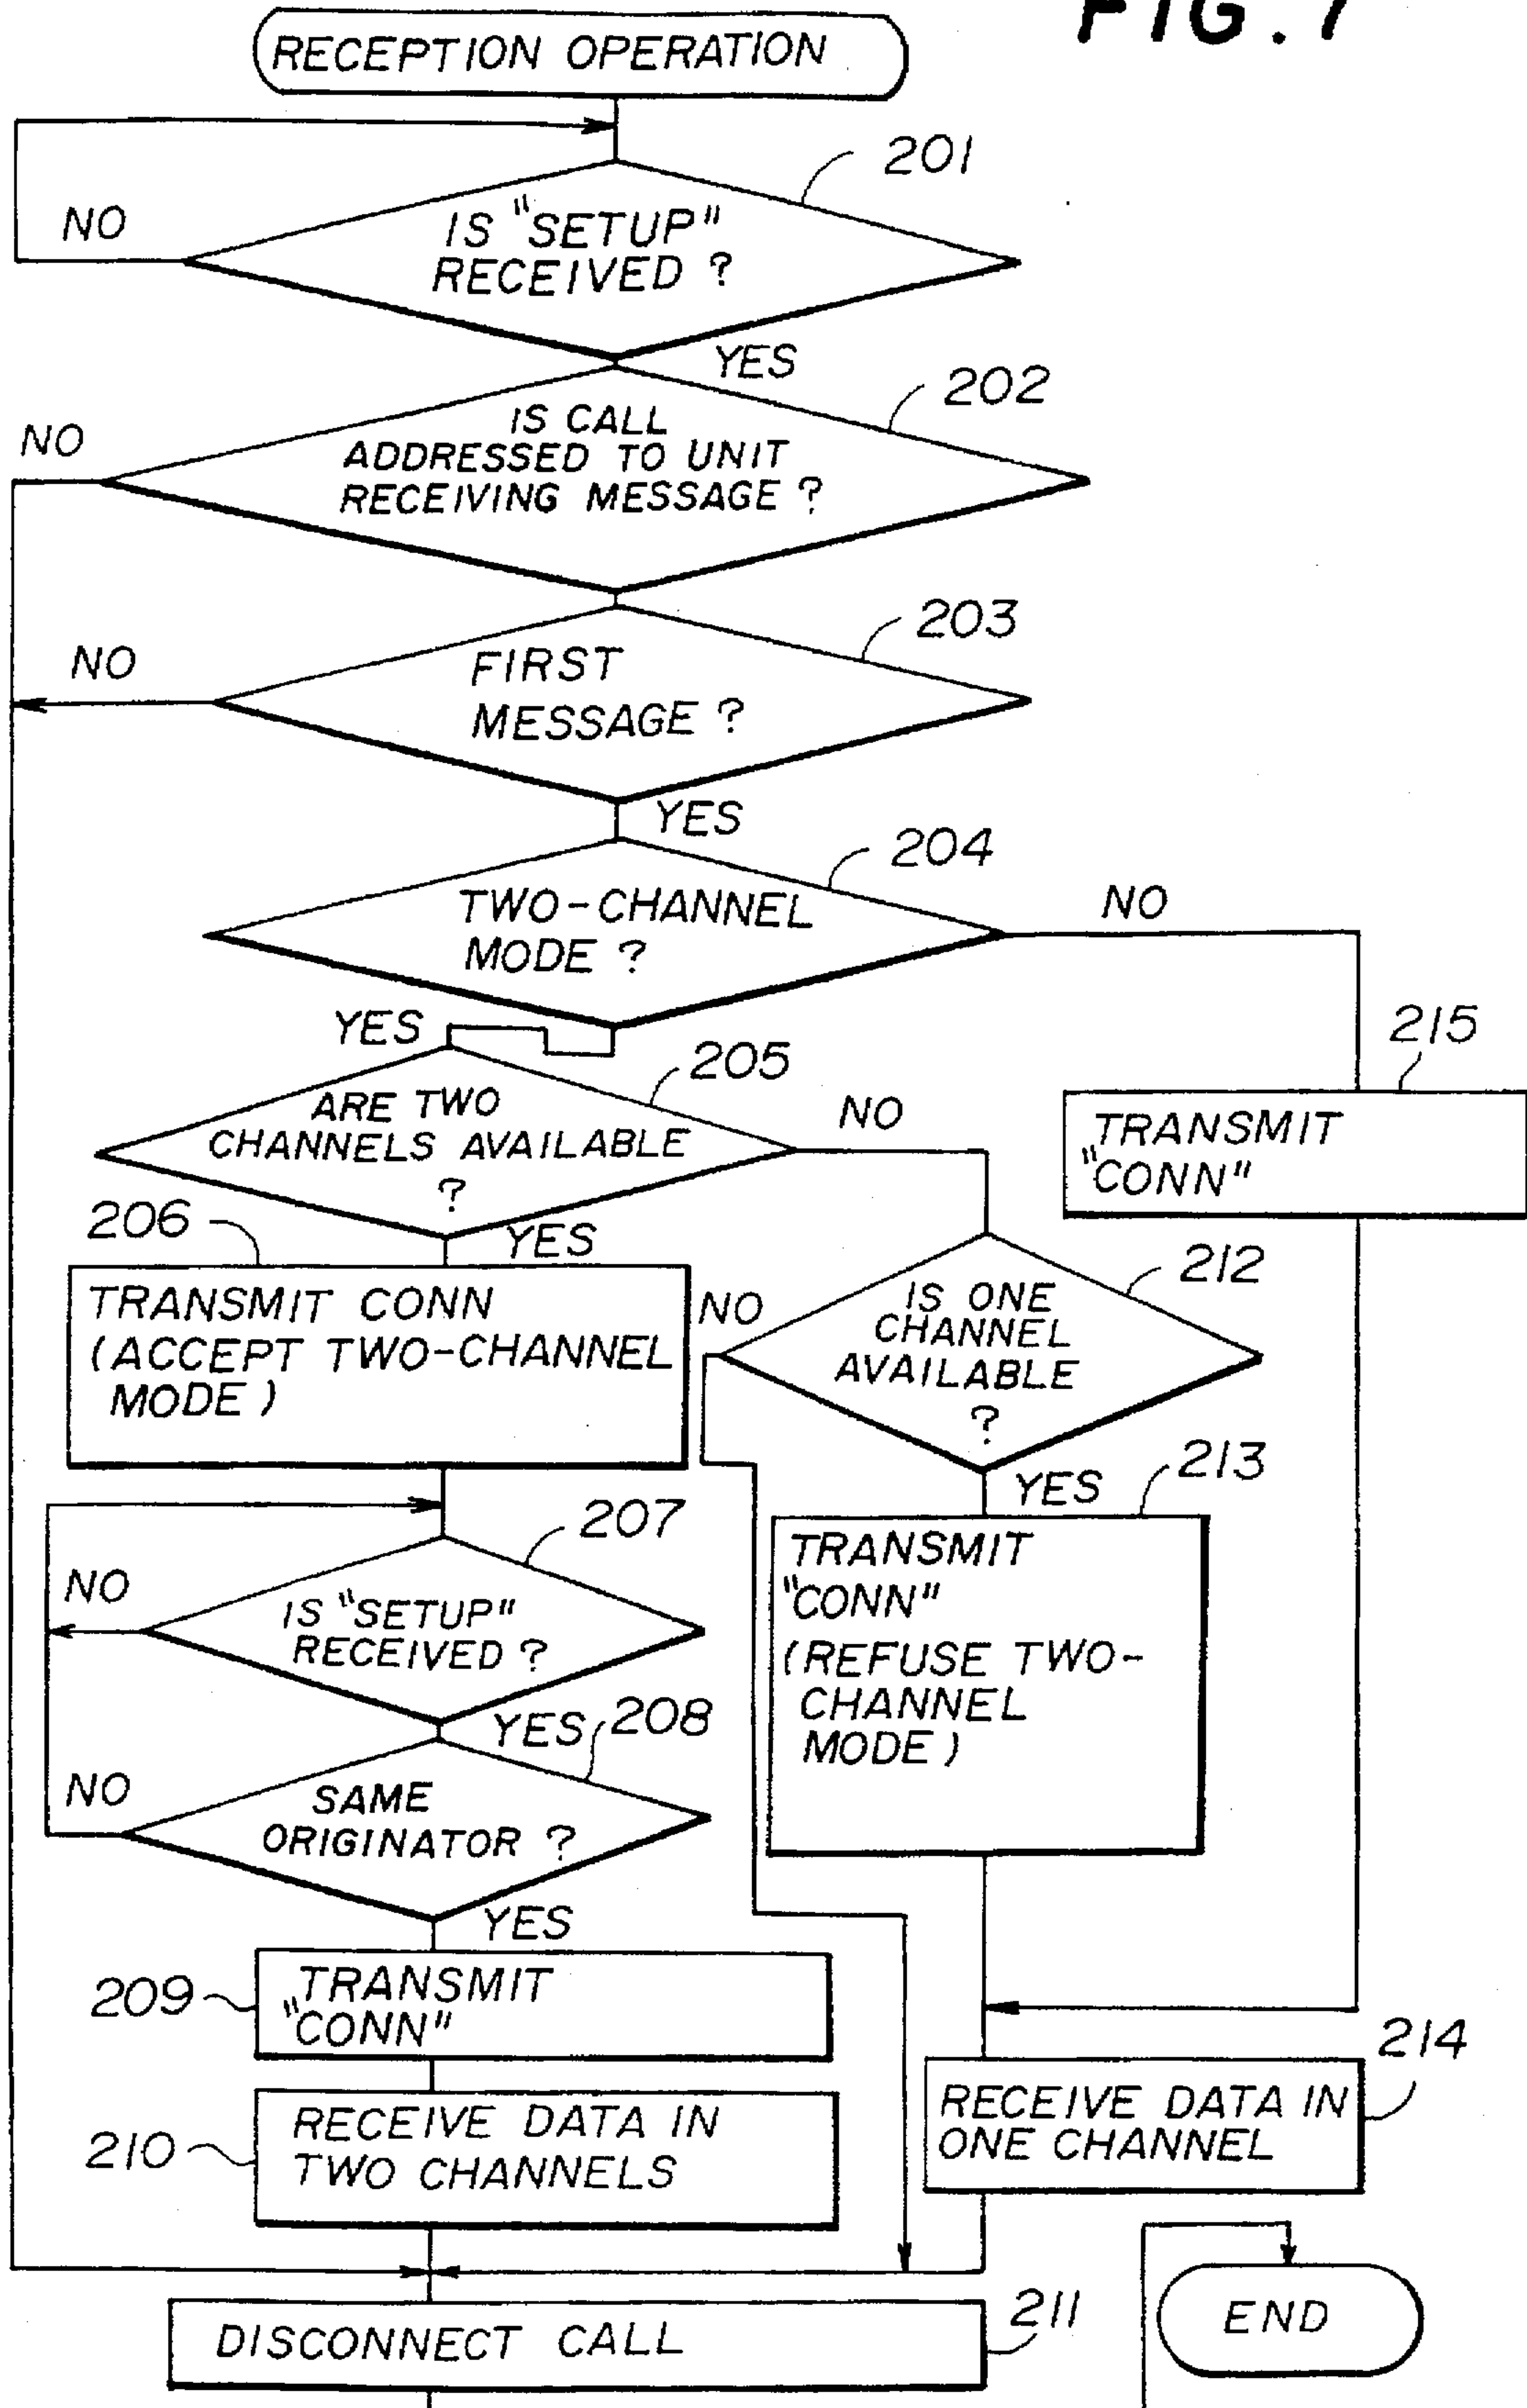 FIG. 7
RECEPTION OPERATION
201
NO
IS "SETUP"
RECEIVED ?
YES
202
NO
IS CALL
ADDRESSED TO UNIT
RECEIVING MESSAGE ?
203
NO
FIRST
MESSAGE ?
YES
204
TWO-CHANNEL
MODE ?
NO
YES
205
215
ARE TWO
CHANNELS AVAILABLE
?
NO
TRANSMIT
"CONN"
206
YES
212
TRANSMIT CONN
(ACCEPT TWO-CHANNEL
MODE)
NO
IS ONE
CHANNEL
AVAILABLE
?
YES
213
207
TRANSMIT
"CONN"
(REFUSE TWO-
CHANNEL
MODE)
NO
IS "SETUP"
RECEIVED ?
YES
208
NO
SAME
ORIGINATOR ?
YES
209
TRANSMIT
"CONN"
214
210
RECEIVE DATA IN
TWO CHANNELS
RECEIVE DATA IN
ONE CHANNEL
211
DISCONNECT CALL
END